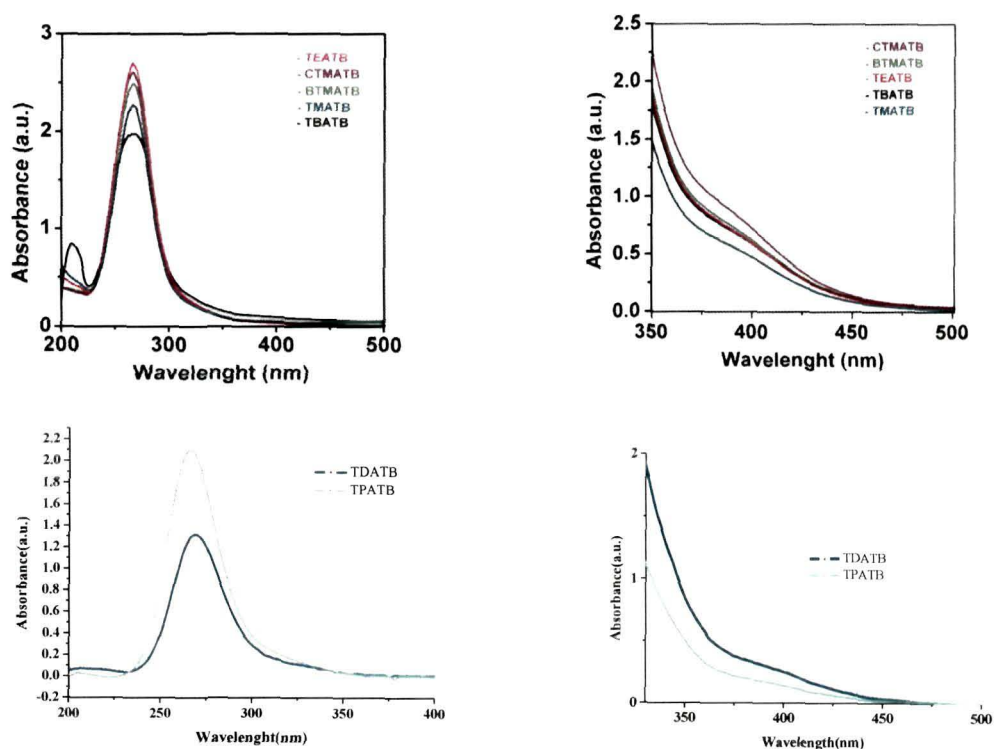 3
2
1
0
Absorbance (a.u.)
TEATB
CTMATB
BTMATB
TMATB
TBATB
200
300
400
500
Wavelenght (nm)
2.5
2.0
1.5
1.0
0.5
0.0
Absorbance (a.u.)
CTMATB
BTMATB
TEATB
TBATB
TMATB
350
400
450
500
Wavelenght (nm)
2.2
2.0
1.8
1.6
1.4
1.2
1.0
0.8
0.6
0.4
0.2
0.0
-0.2
Absorbance(a.u.)
TDATB
TPATB
200
250
300
350
400
Wavelenght(nm)
2
1
0
Absorbance(a.u.)
TDATB
TPATB
350
400
450
500
Wavelength(nm)